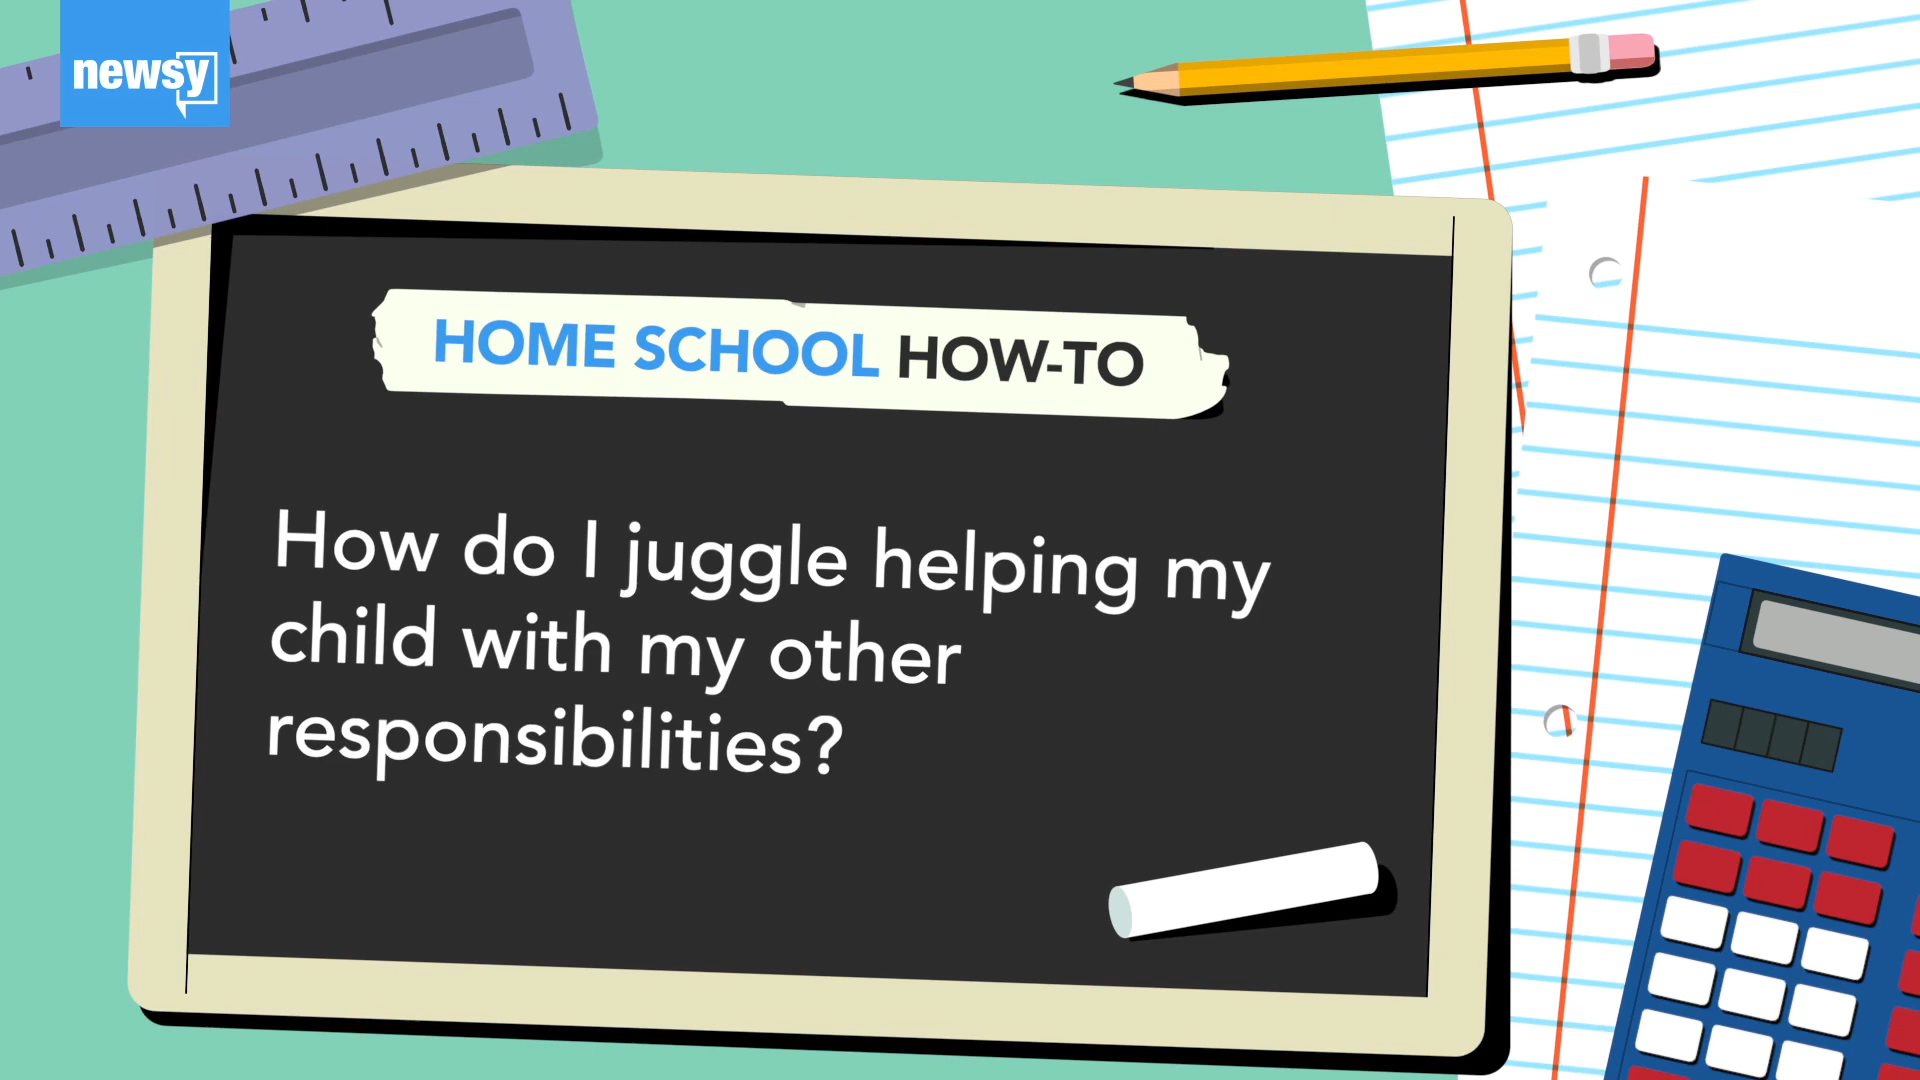 newsy
HOME SCHOOL HOW-TO
How do I juggle helping my
child with my other
responsibilities?